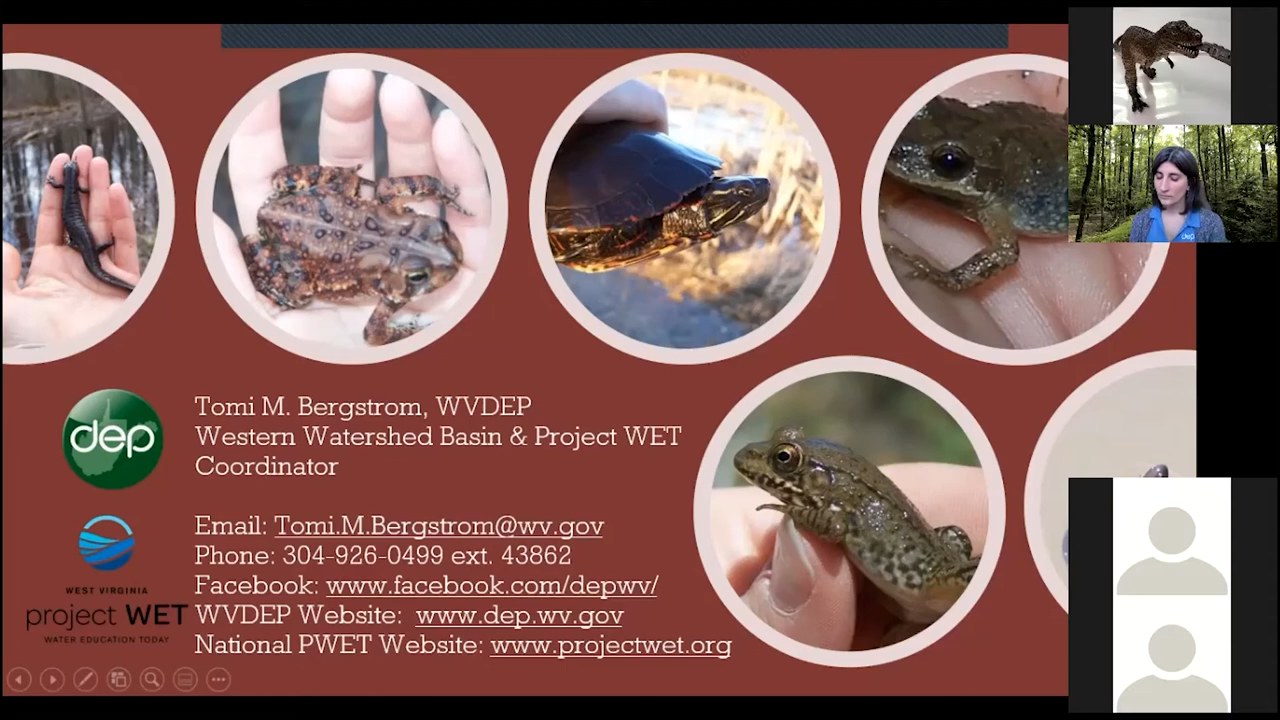 dep
Tomi M. Bergstrom, WVDEP
Western Watershed Basin & Project WET
Coordinator
dep
Email: Tomi.M.Bergstrom@wv.gov
Phone: 304-926-0499 ext. 43862
Facebook: www.facebook.com/depwv/
WVDEP Website: www.dep.wv.gov
National PWET Website: www.projectwet.org
WEST VIRGINIA
project WET
WATER EDUCATION TODAY